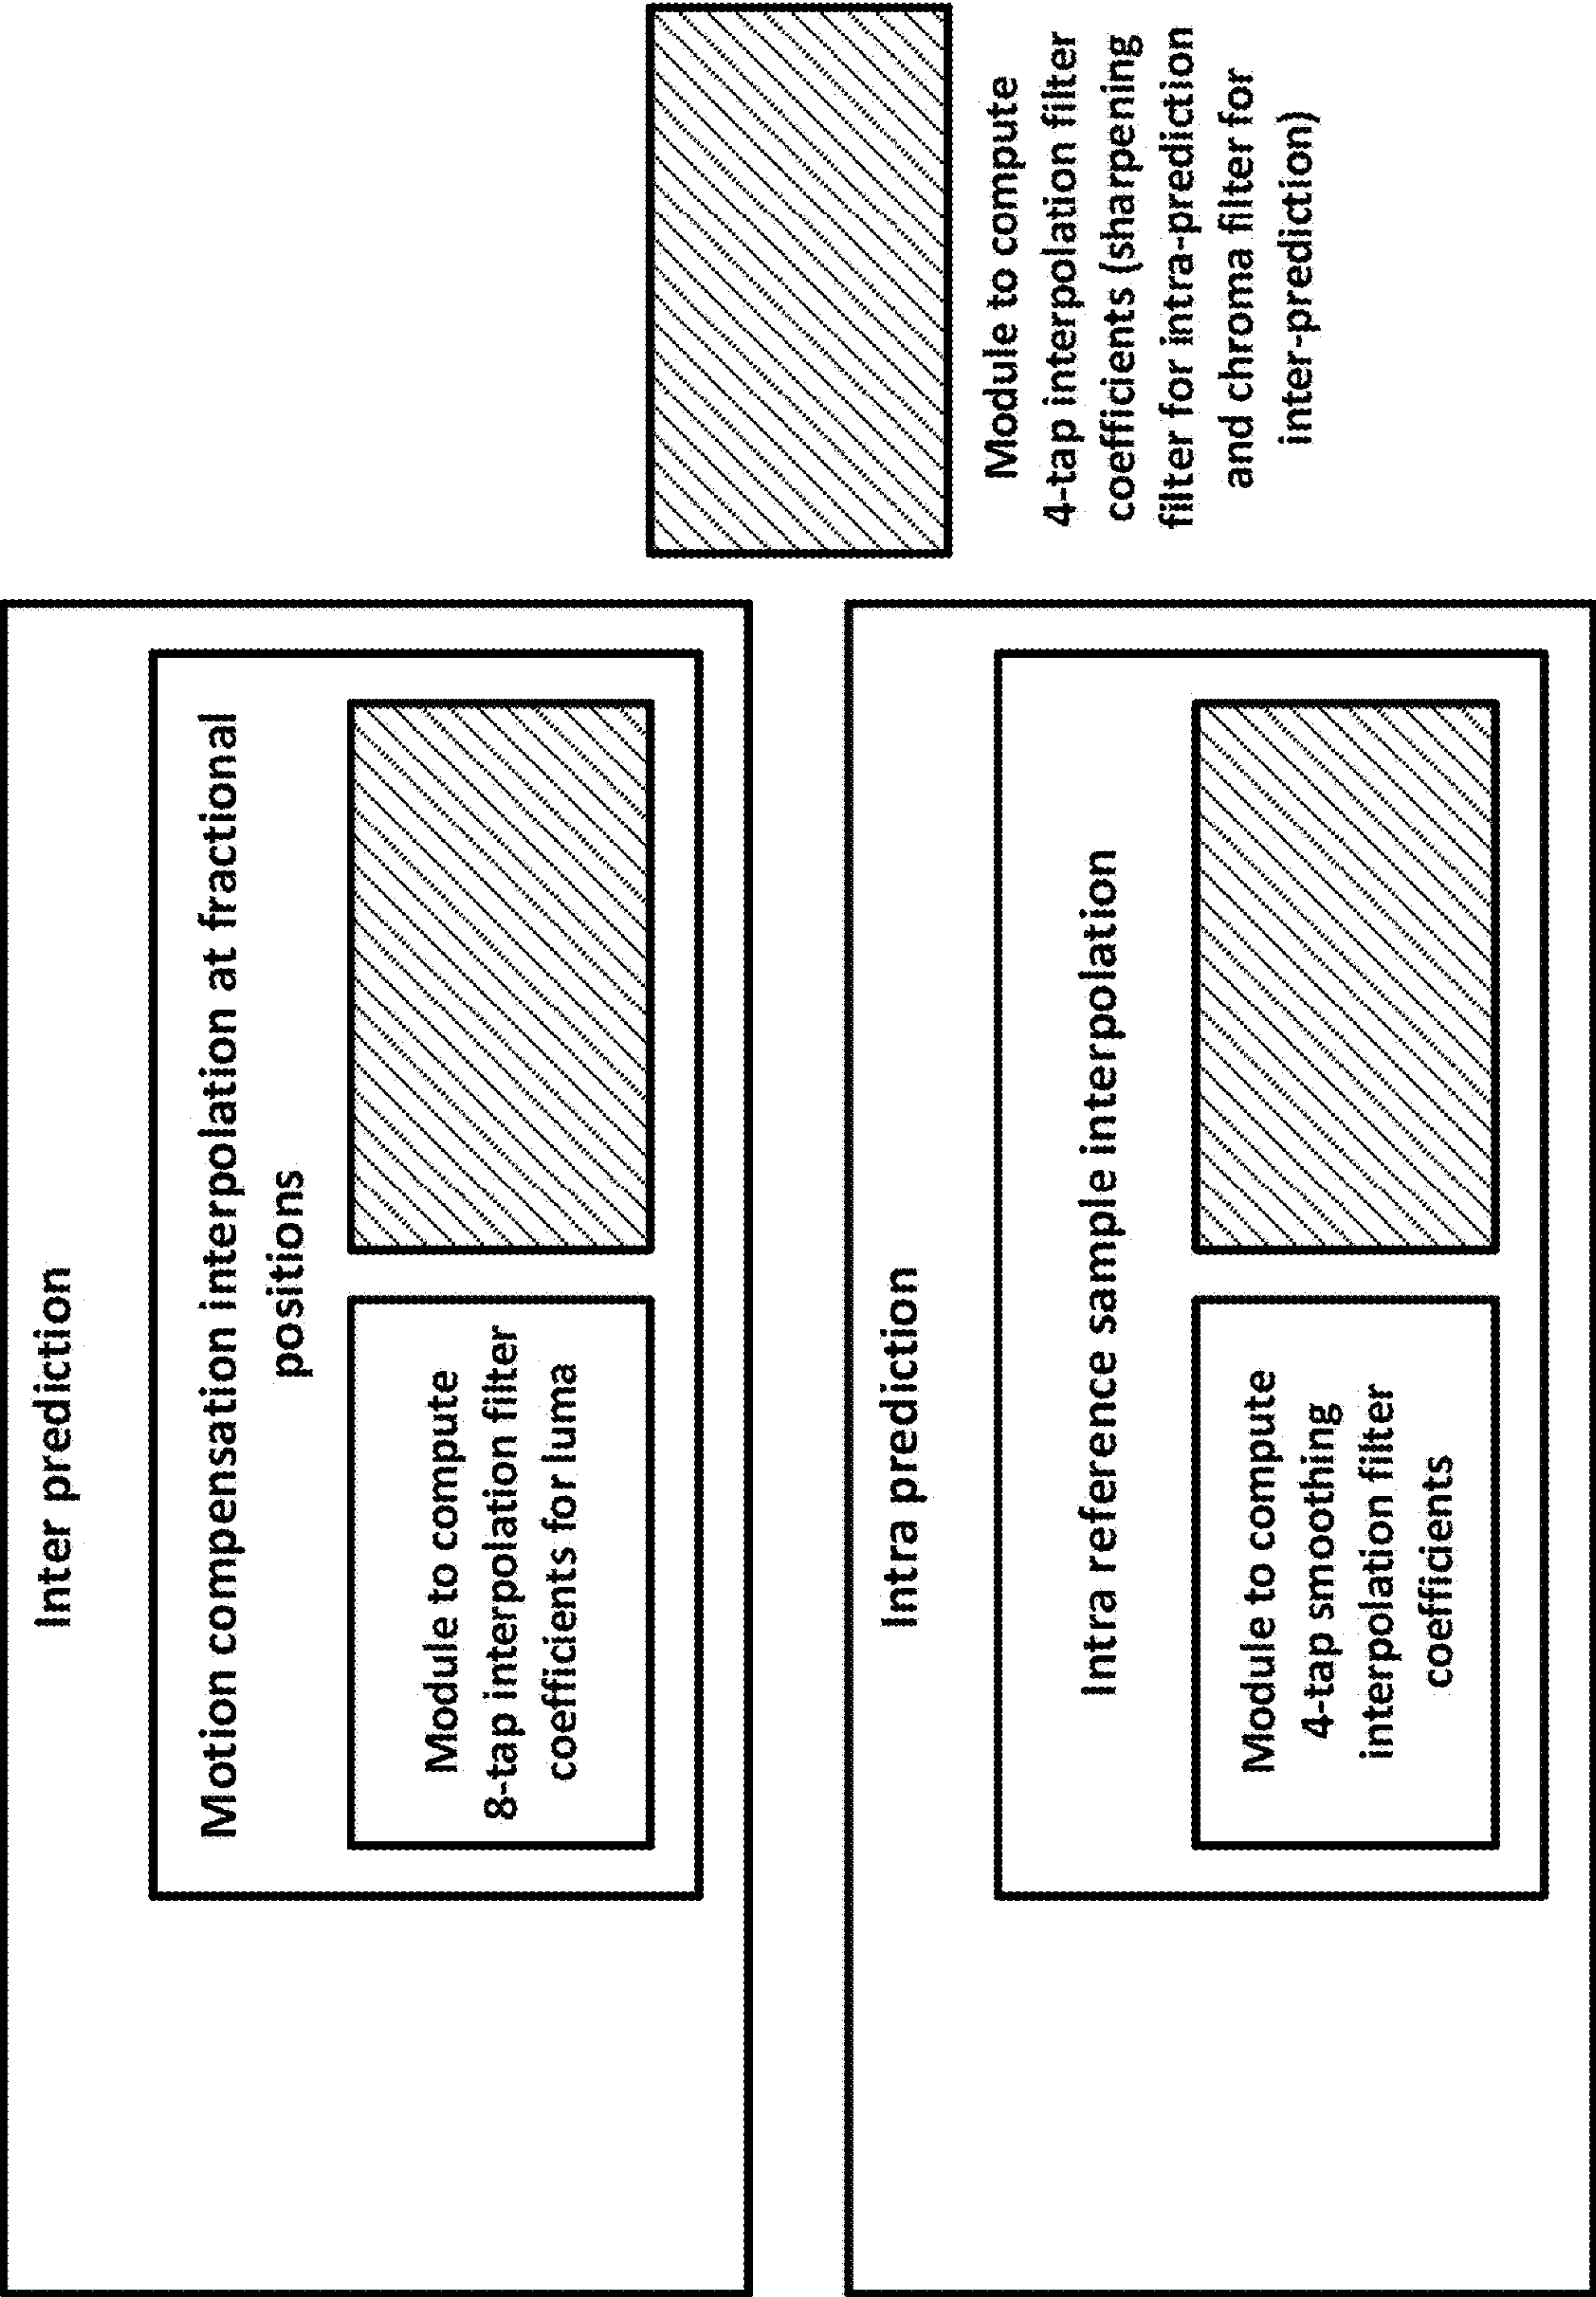 Inter prediction
Motion compensation interpolation at fractional
positions
Module to compute
8-tap interpolation filter
coefficients for luma
Intra prediction
Intra reference sample interpolation
Module to compute
4-tap smoothing
interpolation filter
coefficients
Module to compute
4-tap interpolation filter
coefficients (sharpening
filter for intra-prediction
and chroma filter for
inter-prediction)